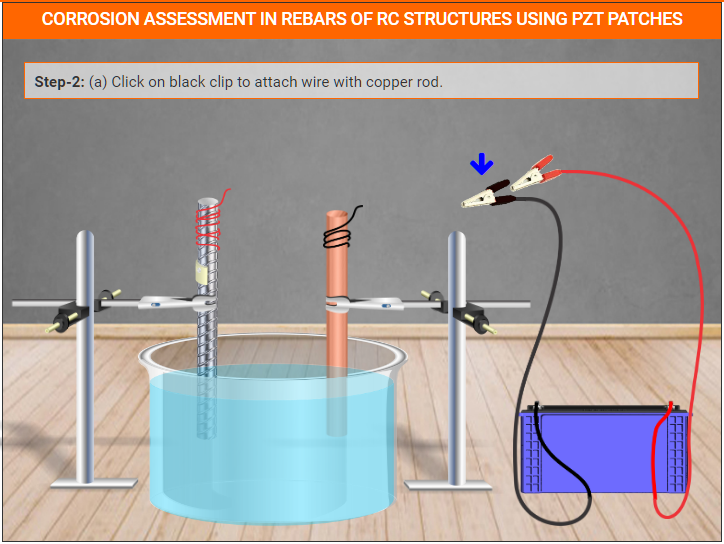 CORROSION ASSESSMENT IN REBARS OF RC STRUCTURES USING PZT PATCHES
Step-2: (a) Click on black clip to attach wire with copper rod.